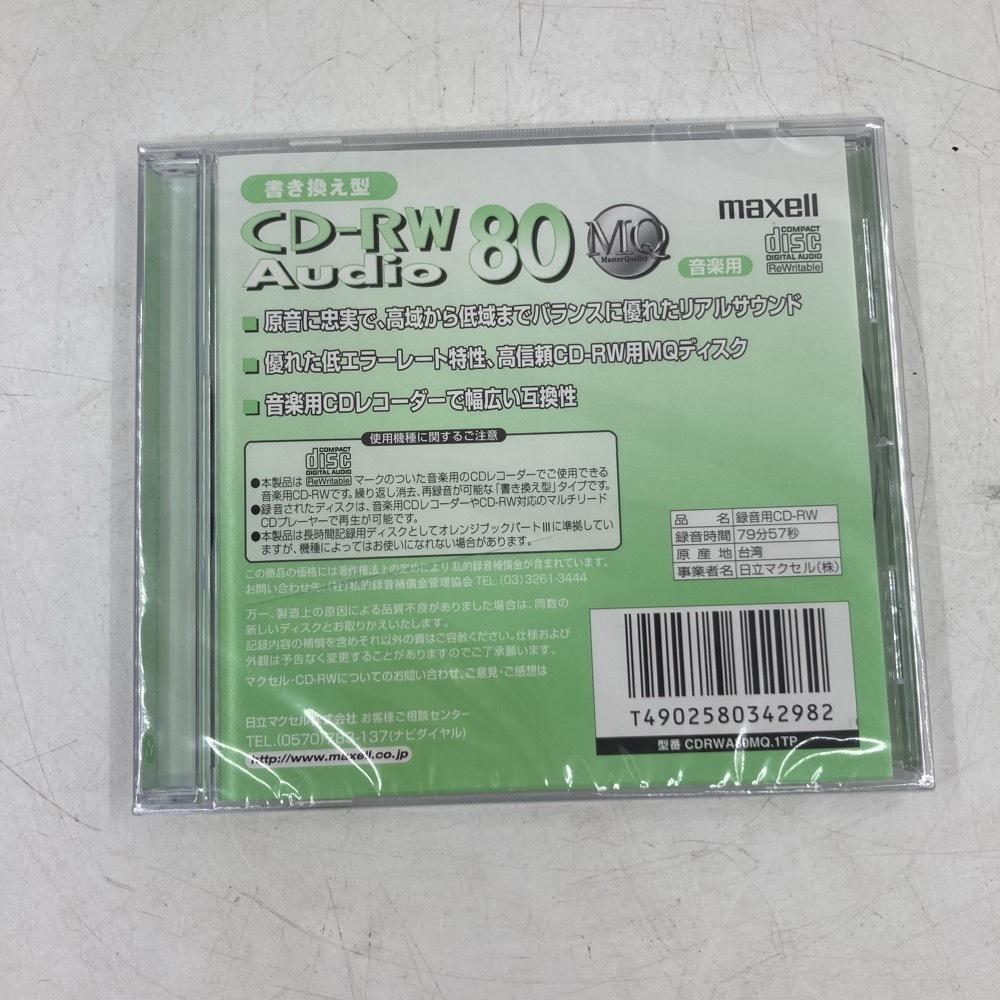 書き換え型
CD-RW
Audio
80
MQ
MasterQuality
maxell
音楽用
COMPACT
disc
DIGITAL AUDIO
ReWritable
原音に忠実で、高域から低域までバランスに優れたリアルサウンド
優れた低エラーレート特性、高信頼CD-RW用MQディスク
音楽用CDレコーダーで幅広い互換性
使用機種に関するご注意
COMPACT
disc
DIGITAL AUDIO
●本製品は ReWritable マークのついた音楽用のCDレコーダーでご使用できる
音楽用CD-RWです。繰り返し消去、再録音が可能な「書き換え型」タイプです。
●録音されたディスクは、音楽用CDレコーダーやCD-RW対応のマルチリード
CDプレーヤーで再生が可能です。
●本製品は長時間記録用ディスクとしてオレンジブックパートⅢに準拠してい
ますが、機種によってはお使いになれない場合があります。
この商品の価格には著作権法上の定めにより、私的録音補償金が含まれています。
お問い合わせ先:(社)私的録音補償金管理協会 TEL.(03)3261-3444
万一、製造上の原因による品質不良がありました場合は、同数の
新しいディスクとお取りかえいたします。
記録内容の補償を含めそれ以外の責はご容赦ください。仕様および
外観は予告なく変更することがありますのでご了承願います。
マクセル・CD-RWについてのお問い合わせ、ご意見・ご感想は
日立マクセル株式会社 お客様ご相談センター
TEL.(0570)783-137(ナビダイヤル)
http://www.maxell.co.jp
品名 録音用CD-RW
録音時間 79分57秒
原産地 台湾
事業者名 日立マクセル(株)
T4902580342982
型番 CDRWA80MQ.1TP